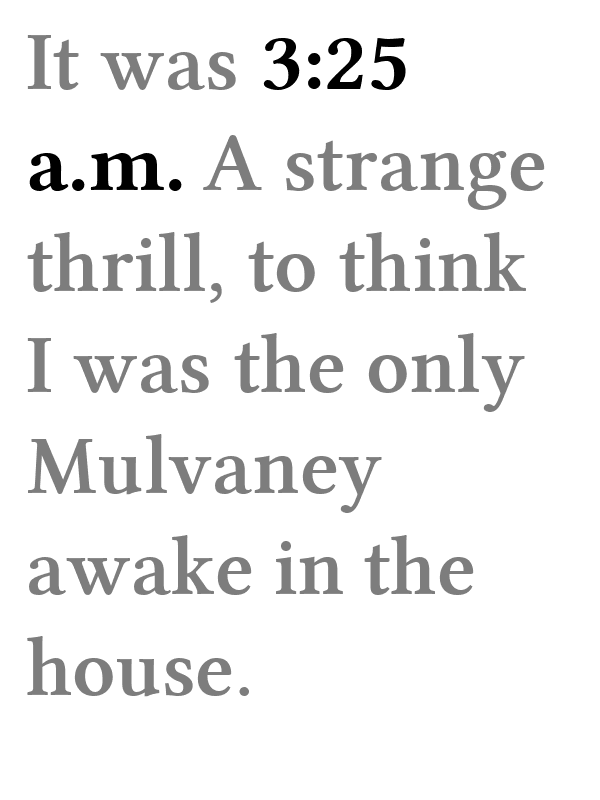 It was 3:25
a.m. A strange
thrill, to think
I was the only
Mulvaney
awake in the
house.